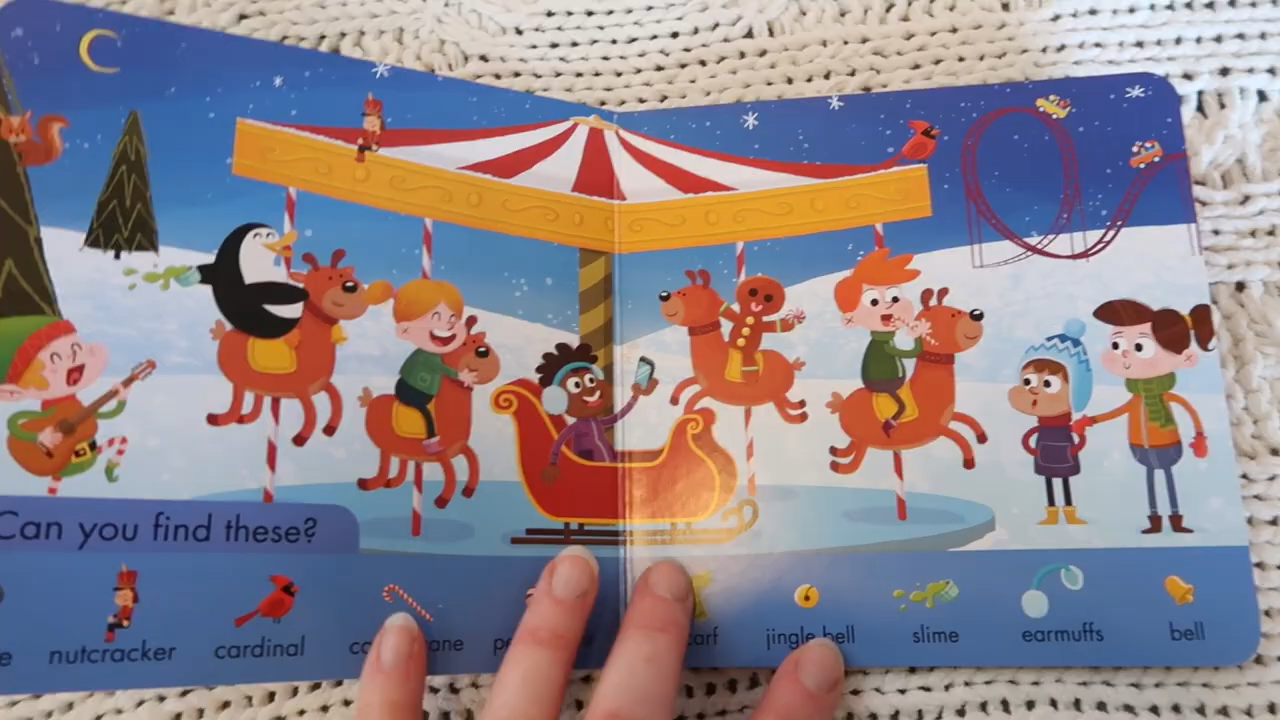 Can you find these?
nutcracker
cardinal
jingle bell
slime
earmuffs
bell